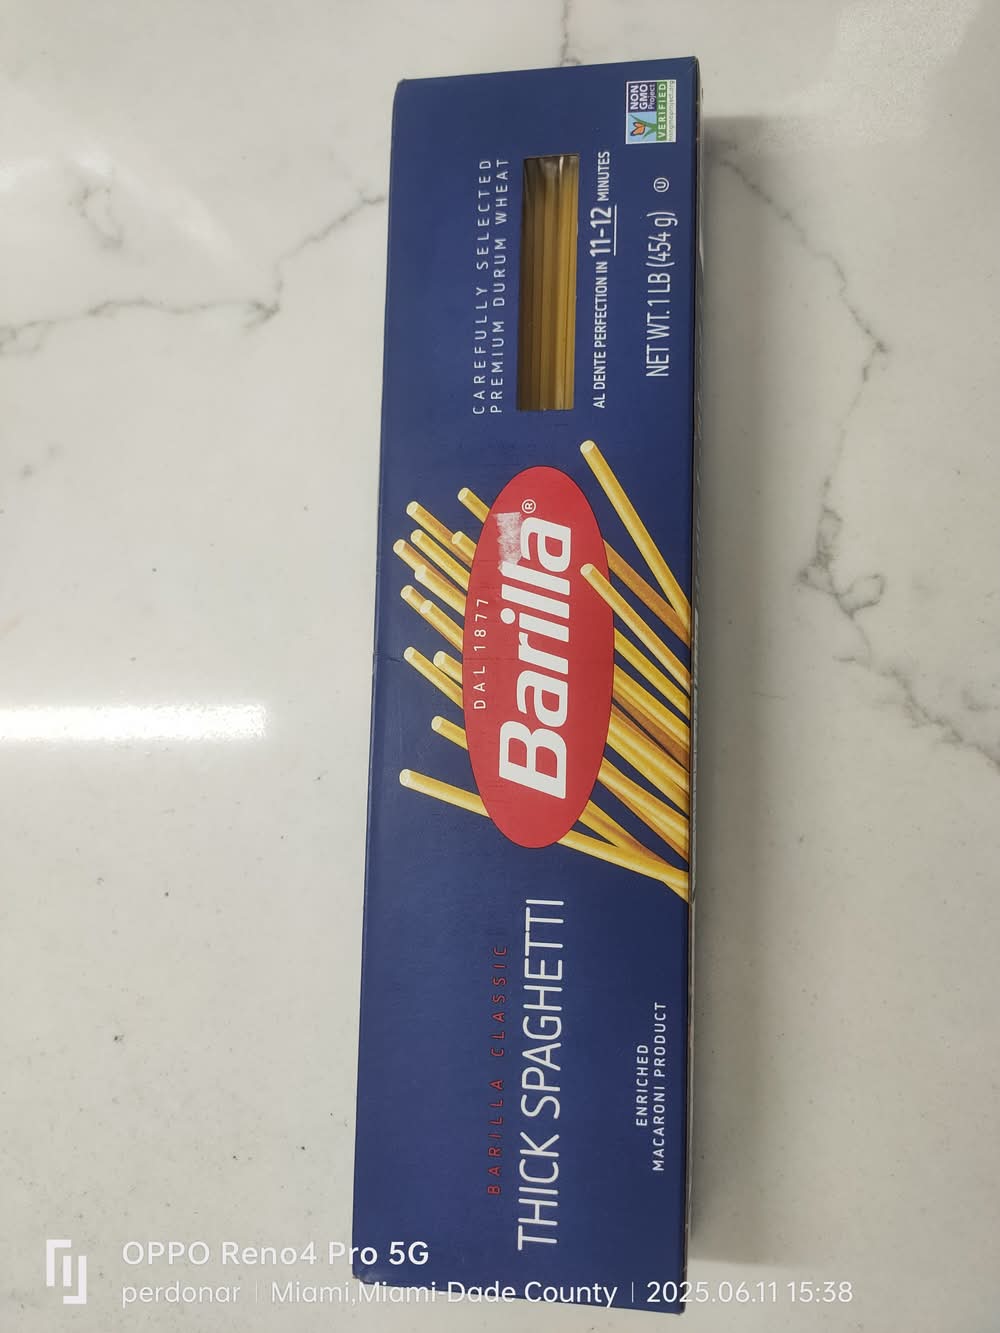 BARILLA CLASSIC
THICK SPAGHETTI
ENRICHED
MACARONI PRODUCT
DAL 1877
Barilla®
CAREFULLY SELECTED
PREMIUM DURUM WHEAT
AL DENTE PERFECTION IN 11-12 MINUTES
NET WT. 1 LB (454 g) Ⓤ
NON
GMO
Project
VERIFIED
OPPO Reno4 Pro 5G
perdonar | Miami,Miami-Dade County | 2025.06.11 15:38